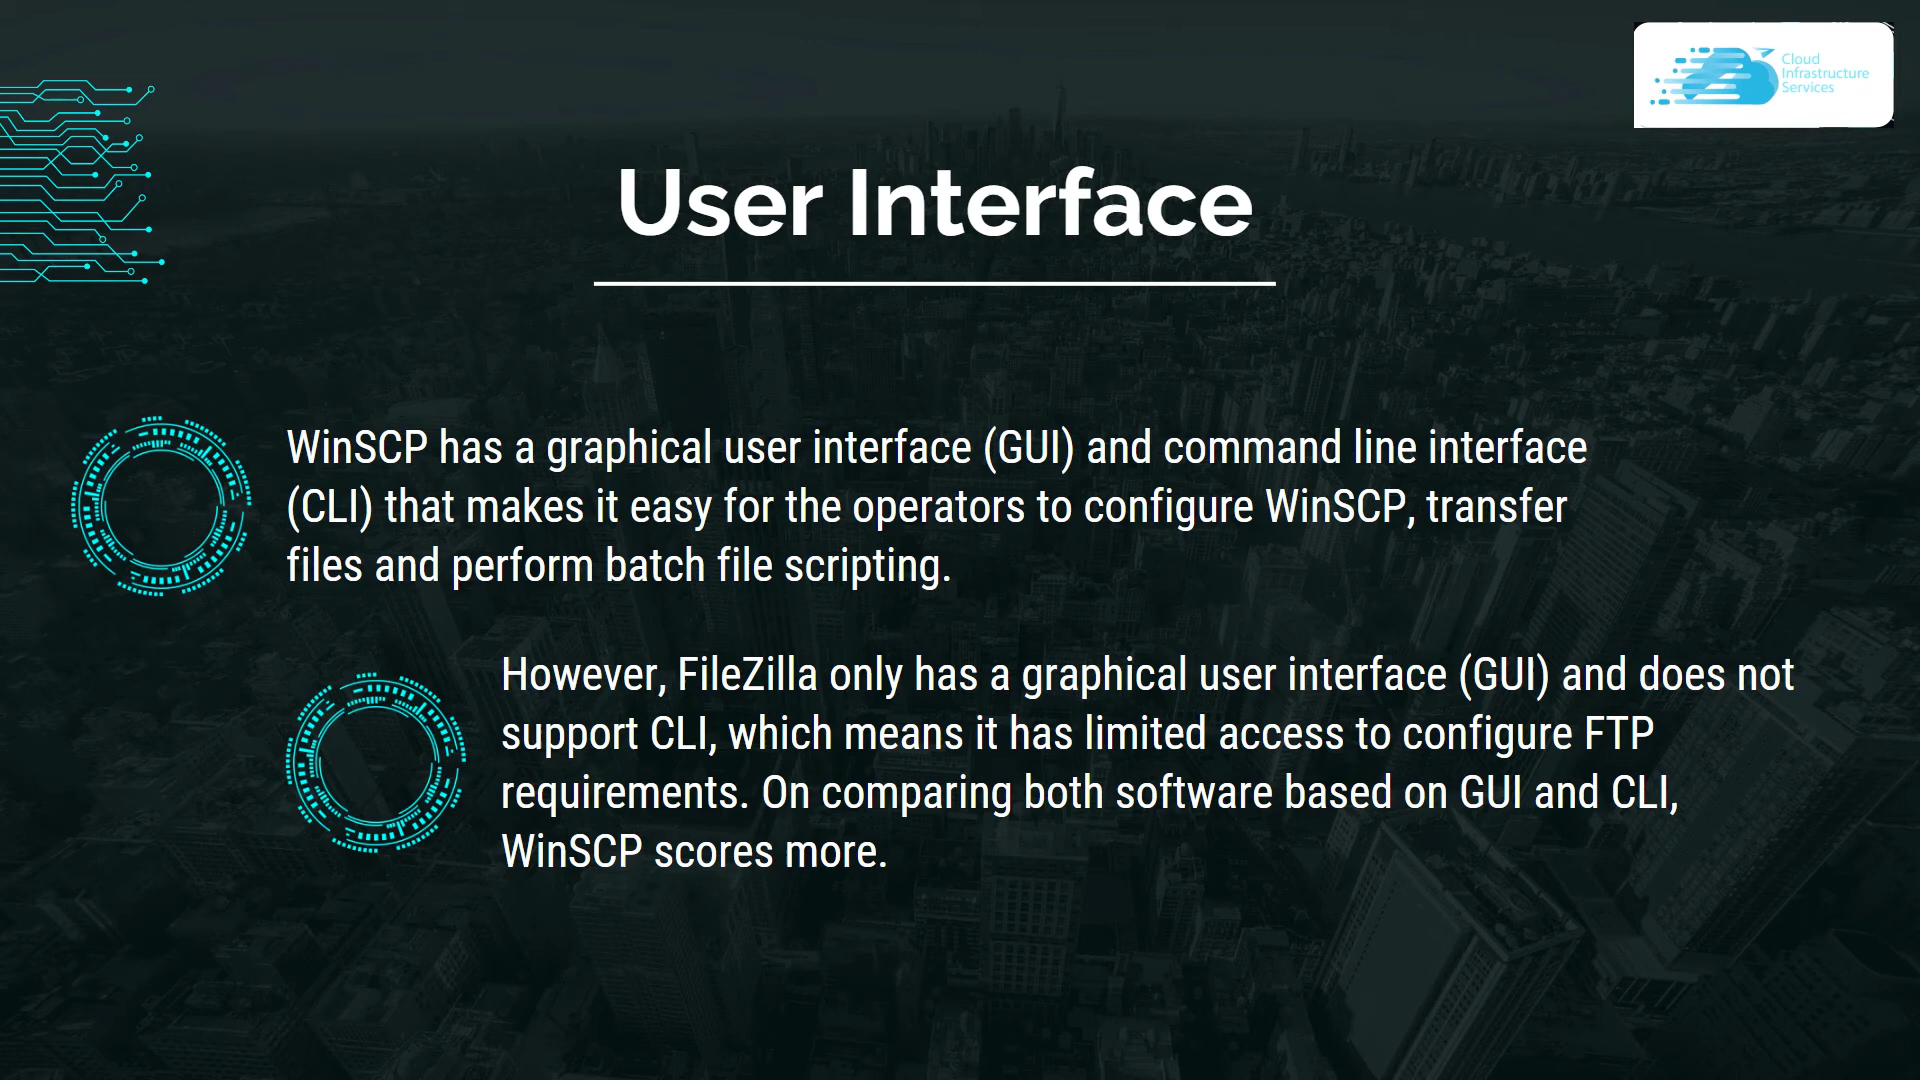 Cloud
Infrastructure
Services
User Interface
WinSCP has a graphical user interface (GUI) and command line interface
(CLI) that makes it easy for the operators to configure WinSCP, transfer
files and perform batch file scripting.
However, FileZilla only has a graphical user interface (GUI) and does not
support CLI, which means it has limited access to configure FTP
requirements. On comparing both software based on GUI and CLI,
WinSCP scores more.